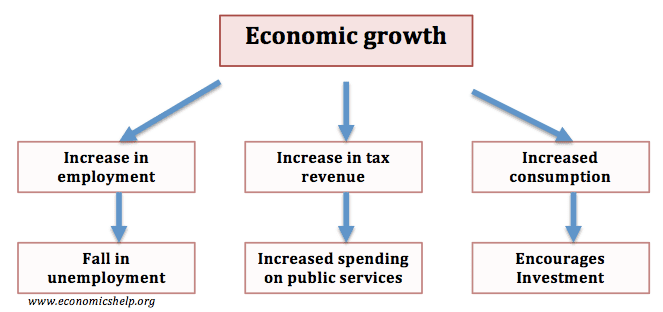 Economic growth
Increase in
employment
Increase in tax
revenue
Increased
consumption
Fall in
unemployment
Increased spending
on public services
Encourages
Investment
www.economicshelp.org